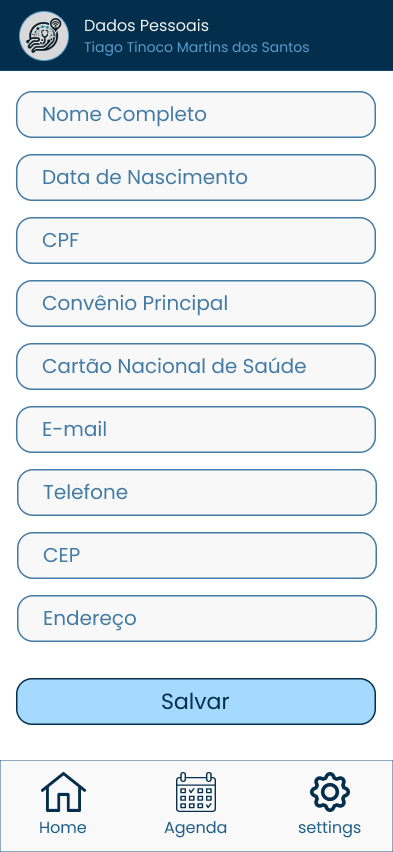 Dados Pessoais
Tiago Tinoco Martins dos Santos
Nome Completo
Data de Nascimento
CPF
Convênio Principal
Cartão Nacional de Saúde
E-mail
Telefone
CEP
Endereço
Salvar
Home
Agenda
settings